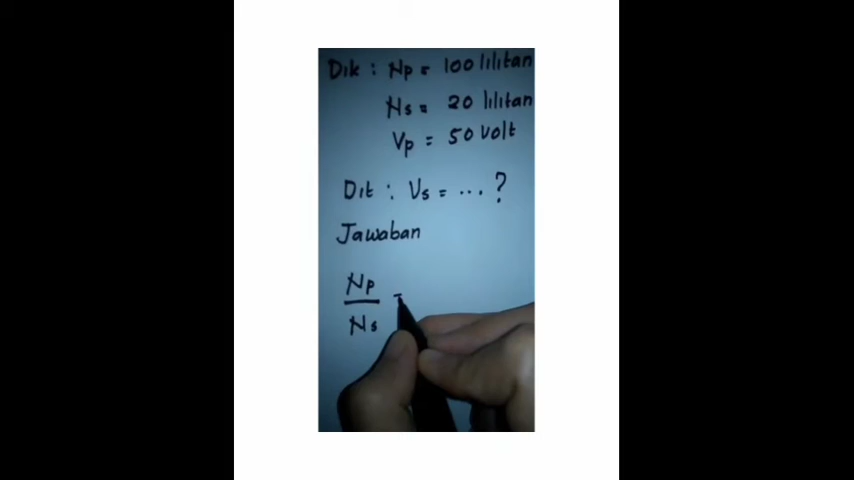 Dik : Np = 100 lilitan
Ns = 20 lilitan
Vp = 50 Volt
Dit : Vs = ... ?
Jawaban
Np
Ns
=